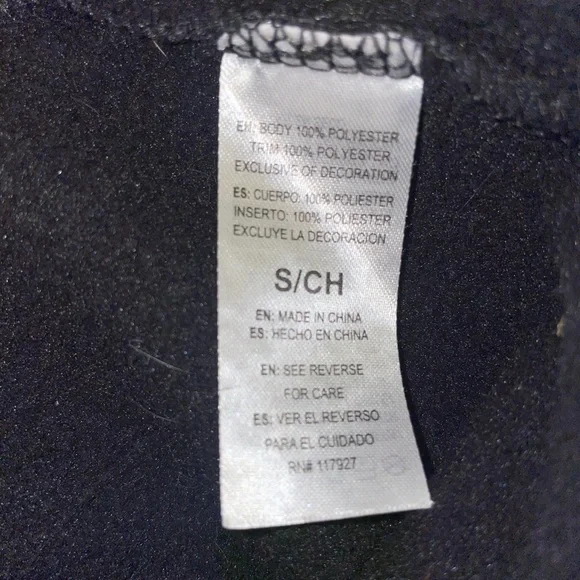 EN: BODY 100% POLYESTER
TRIM 100% POLYESTER
EXCLUSIVE OF DECORATION
ES: CUERPO: 100% POLIESTER
INSERTO: 100% POLIESTER
EXCLUYE LA DECORACION
S/CH
EN: MADE IN CHINA
ES: HECHO EN CHINA
EN: SEE REVERSE
FOR CARE
ES: VER EL REVERSO
PARA EL CUIDADO
RN# 117927